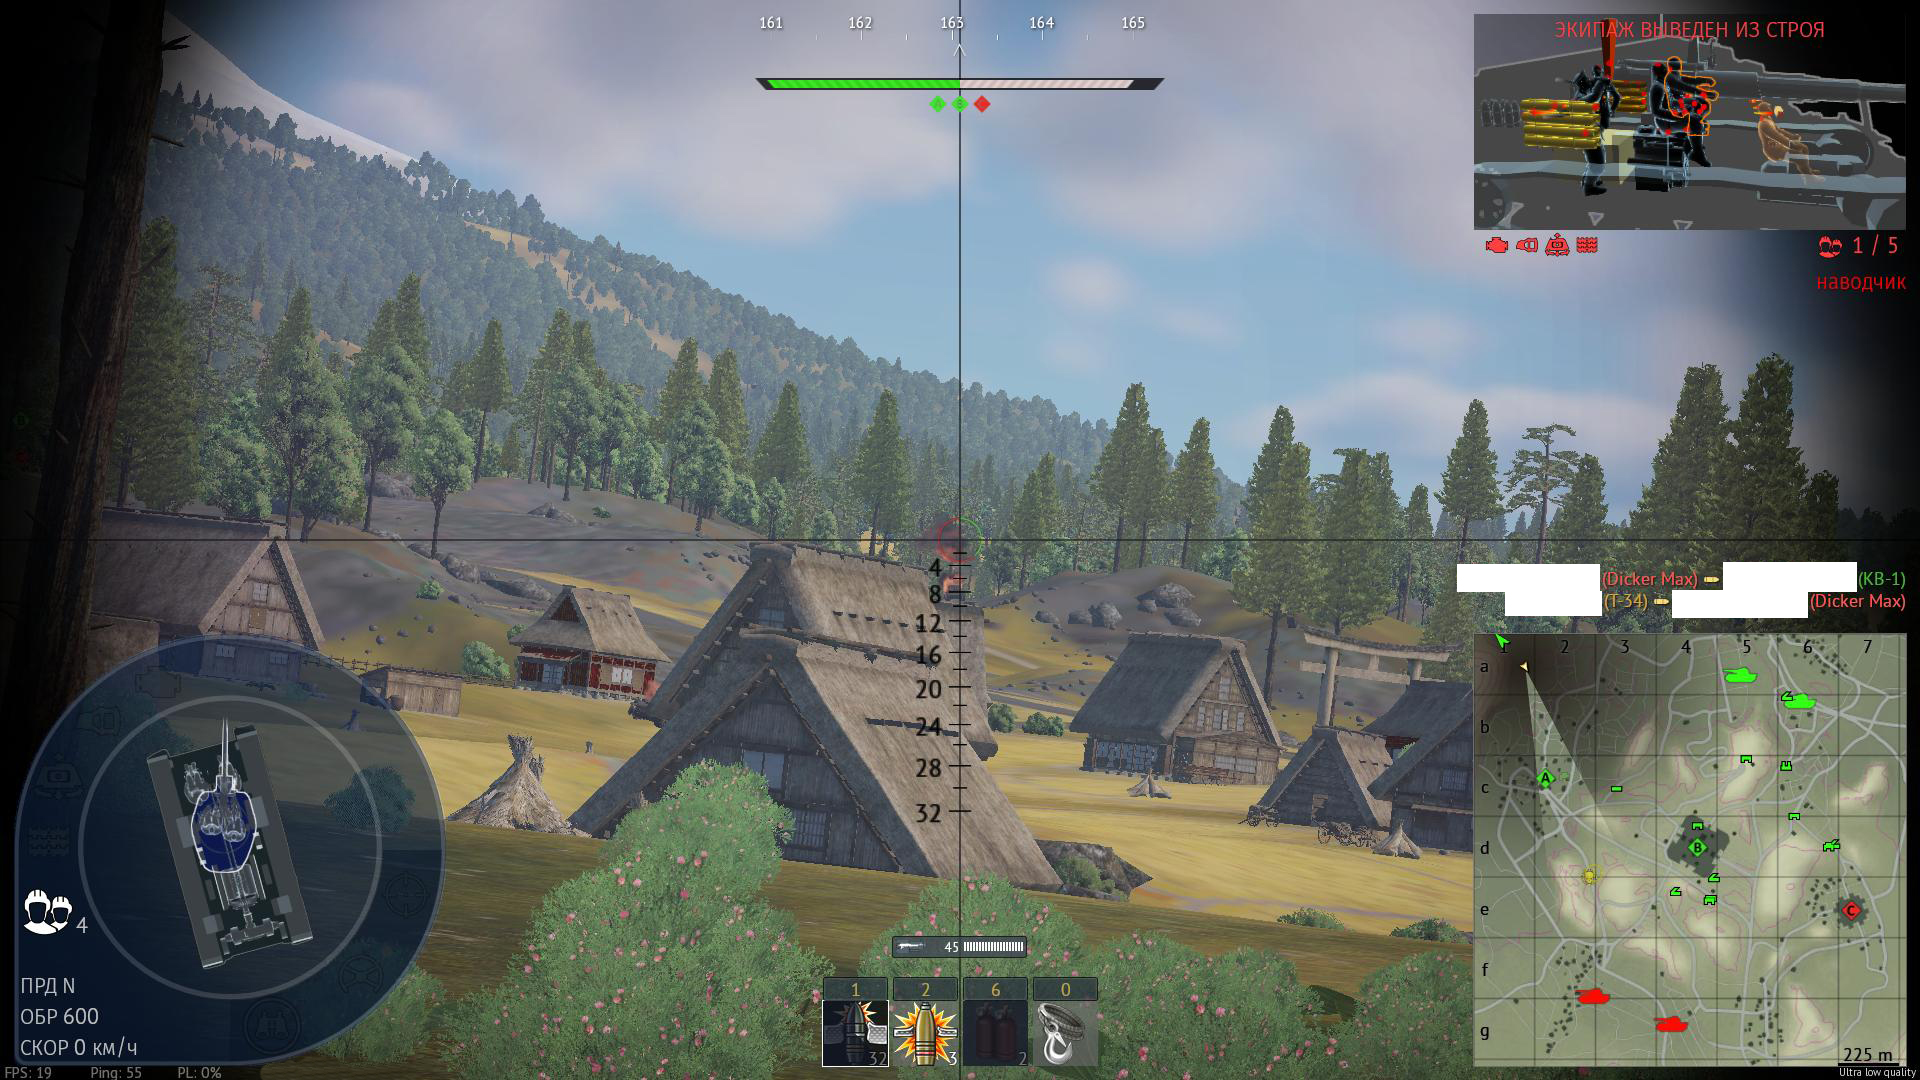 161 162 163 164 165
ЭКИПАЖ ВЫВЕДЕН ИЗ СТРОЯ
1 / 5
наводчик
4
8
12
16
20
24
28
32
(Dicker Max) (КВ-1)
(Т-34) (Dicker Max)
1 2 3 4 5 6 7
a
b
c
d
e
f
g
A
B
C
225 m
Ultra low quality
4
ПРД N
ОБР 600
СКОР 0 км/ч
FPS: 19 Ping: 55 PL: 0%
45
1 2 6 0
32 3 2